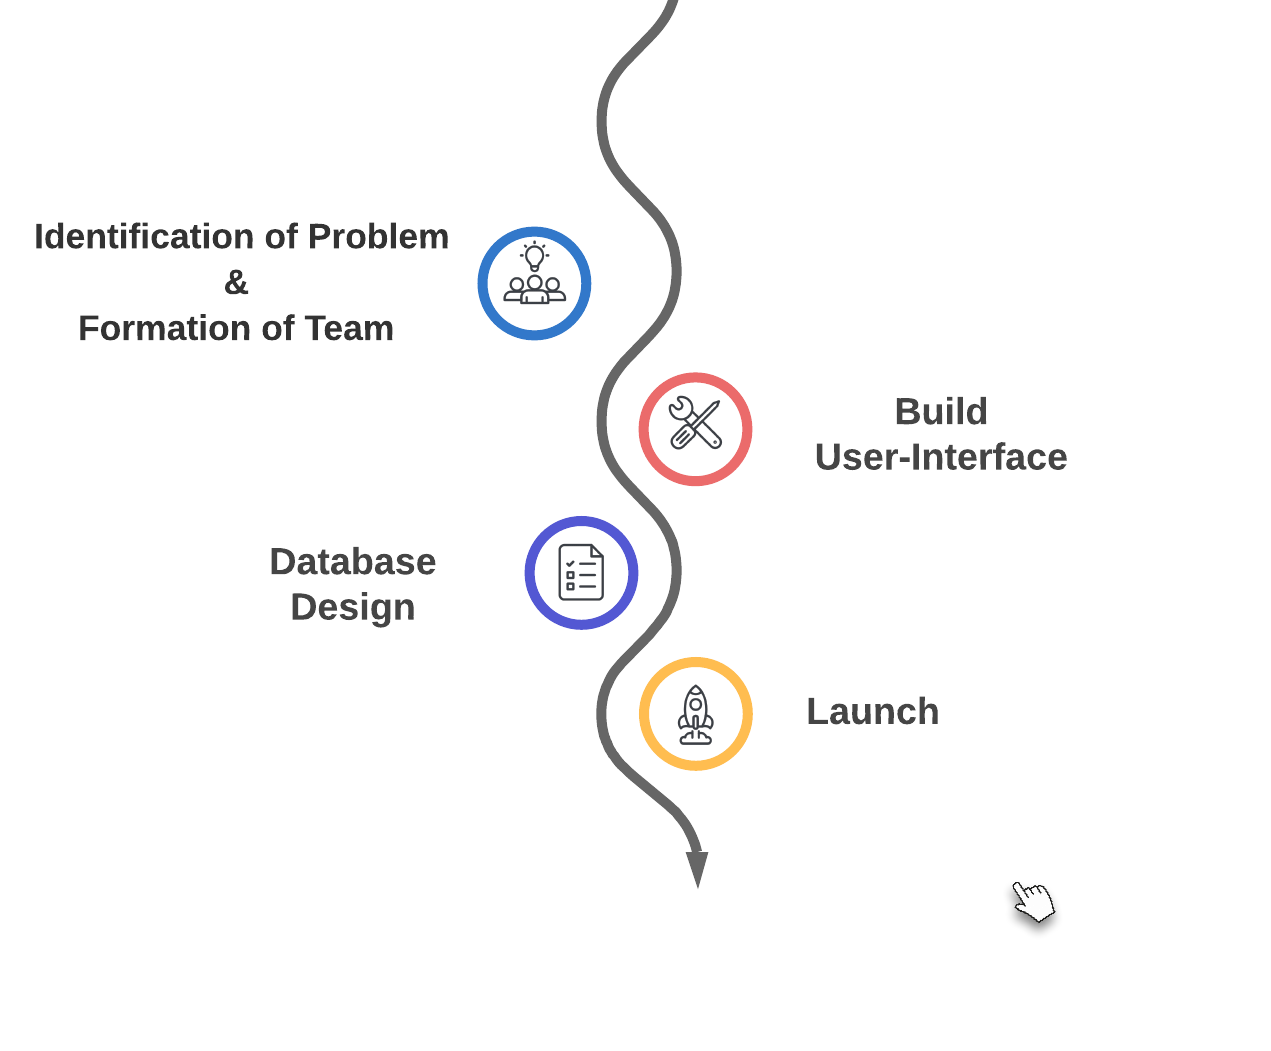 Identification of Problem
&
Formation of Team
Build
User-Interface
Database
Design
Launch